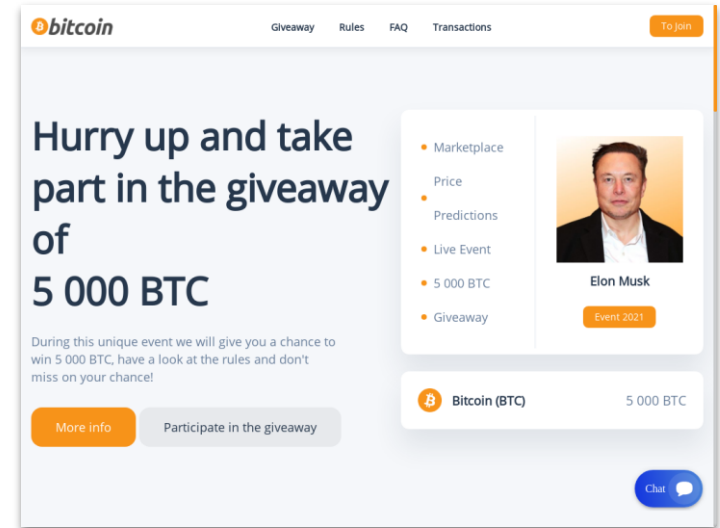 bitcoin
Giveaway Rules FAQ Transactions
To Join
Hurry up and take
part in the giveaway
of
5 000 BTC
During this unique event we will give you a chance to
win 5 000 BTC, have a look at the rules and don't
miss on your chance!
More info
Participate in the giveaway
Marketplace
Price
Predictions
Live Event
5 000 BTC
Giveaway
Elon Musk
Event 2021
Bitcoin (BTC) 5 000 BTC
Chat